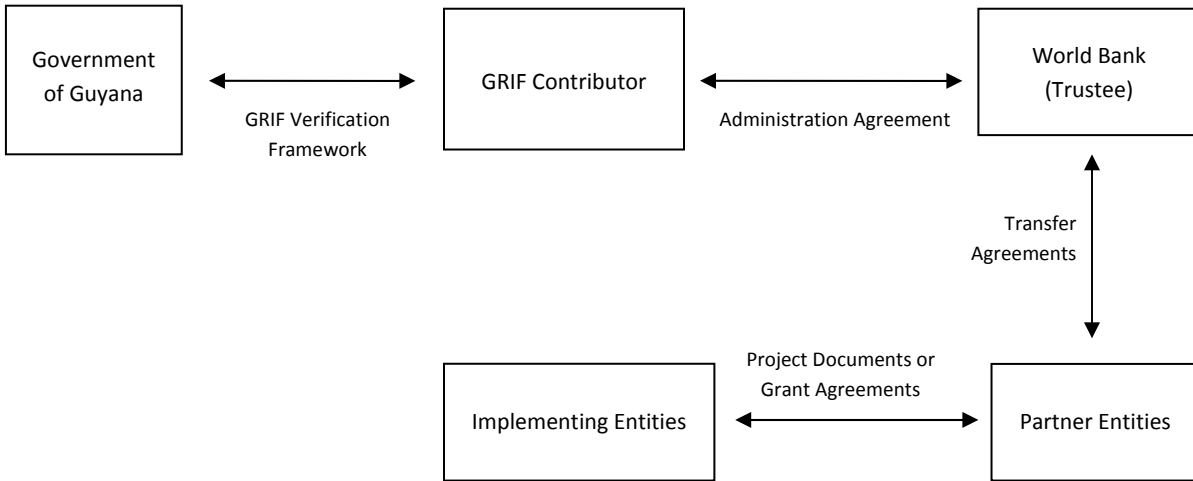 Government
of Guyana
GRIF Verification
Framework
GRIF Contributor
Administration Agreement
World Bank
(Trustee)
Transfer
Agreements
Implementing Entities
Project Documents or
Grant Agreements
Partner Entities